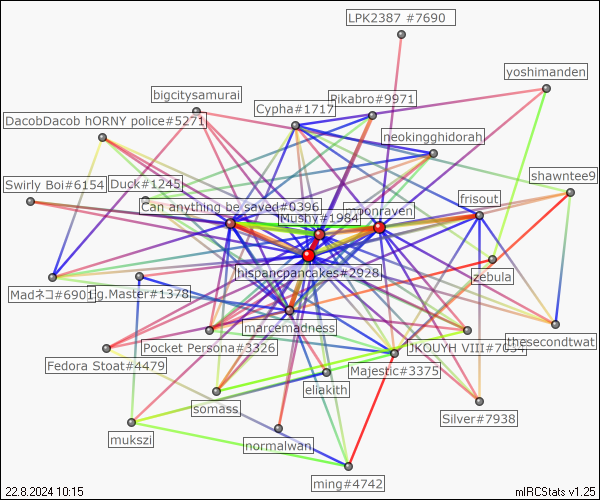 LPK2387 #7690
yoshimanden
bigcitysamurai
Pikabro#9971
Cypha#1717
DacobDacob hORNY police#5271
neokingghidorah
shawntee9
Swirly Boi#6154
Duck#1245
frisout
Can anything be saved#0396
Mushy#1984
moonraven
hispancpancakes#2928
zebula
Madネコ#6901
g.Master#1378
marcemadness
thesecondtwat
Pocket Persona#3326
JKOUYH VIII#7034
Fedora Stoat#4479
Majestic#3375
eliakith
somass
Silver#7938
mukszi
normalwan
ming#4742
22.8.2024 10:15
mIRCStats v1.25